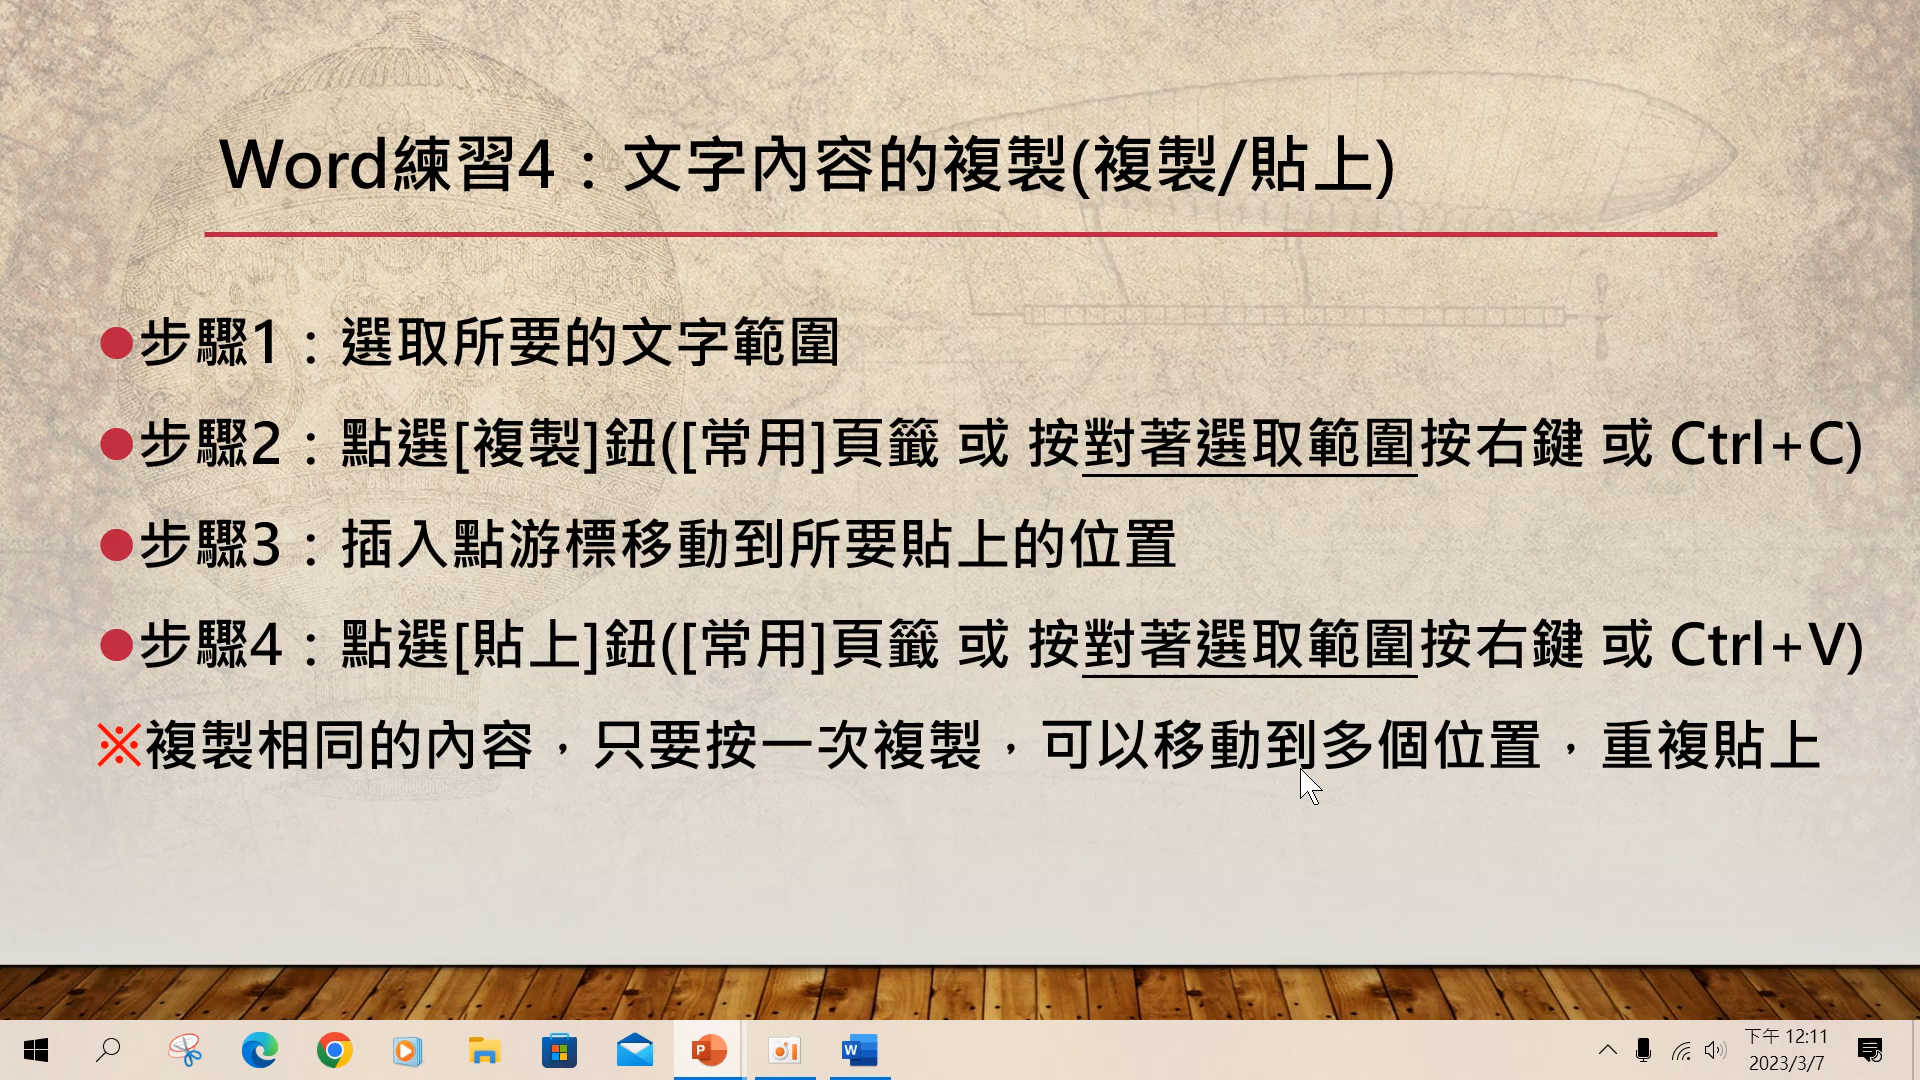 Word練習4：文字內容的複製(複製/貼上)
●步驟1：選取所要的文字範圍
●步驟2：點選[複製]鈕([常用]頁籤 或 按對著選取範圍按右鍵 或 Ctrl+C)
●步驟3：插入點游標移動到所要貼上的位置
●步驟4：點選[貼上]鈕([常用]頁籤 或 按對著選取範圍按右鍵 或 Ctrl+V)
※複製相同的內容，只要按一次複製，可以移動到多個位置，重複貼上
下午 12:11
2023/3/7